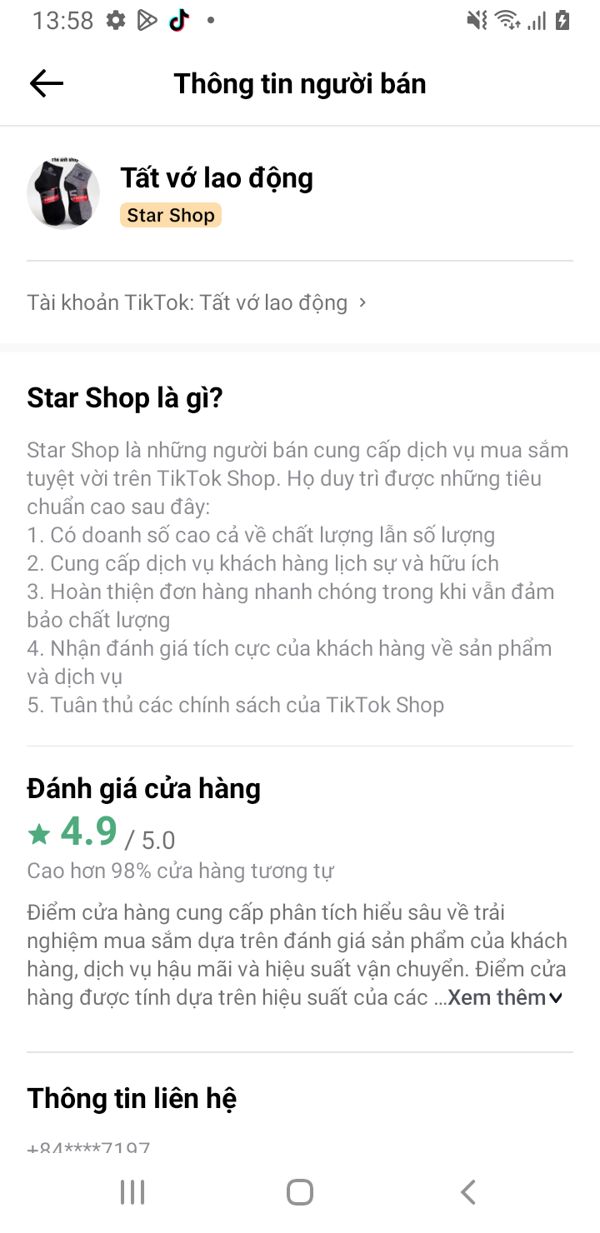 13:58
Thông tin người bán
Tất vớ lao động
Star Shop
Tài khoản TikTok: Tất vớ lao động
Star Shop là gì?
Star Shop là những người bán cung cấp dịch vụ mua sắm
tuyệt vời trên TikTok Shop. Họ duy trì được những tiêu
chuẩn cao sau đây:
1. Có doanh số cao cả về chất lượng lẫn số lượng
2. Cung cấp dịch vụ khách hàng lịch sự và hữu ích
3. Hoàn thiện đơn hàng nhanh chóng trong khi vẫn đảm
bảo chất lượng
4. Nhận đánh giá tích cực của khách hàng về sản phẩm
và dịch vụ
5. Tuân thủ các chính sách của TikTok Shop
Đánh giá cửa hàng
4.9 / 5.0
Cao hơn 98% cửa hàng tương tự
Điểm cửa hàng cung cấp phân tích hiểu sâu về trải
nghiệm mua sắm dựa trên đánh giá sản phẩm của khách
hàng, dịch vụ hậu mãi và hiệu suất vận chuyển. Điểm cửa
hàng được tính dựa trên hiệu suất của các ...Xem thêm
Thông tin liên hệ
+84****7197